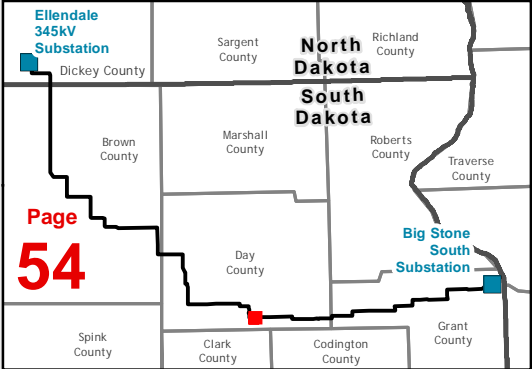 Ellendale
345kV
Substation
Dickey County
Sargent
County
North
Dakota
Richland
County
South
Dakota
Brown
County
Marshall
County
Roberts
County
Traverse
County
Page
54
Day
County
Big Stone
South
Substation
Spink
County
Clark
County
Codington
County
Grant
County